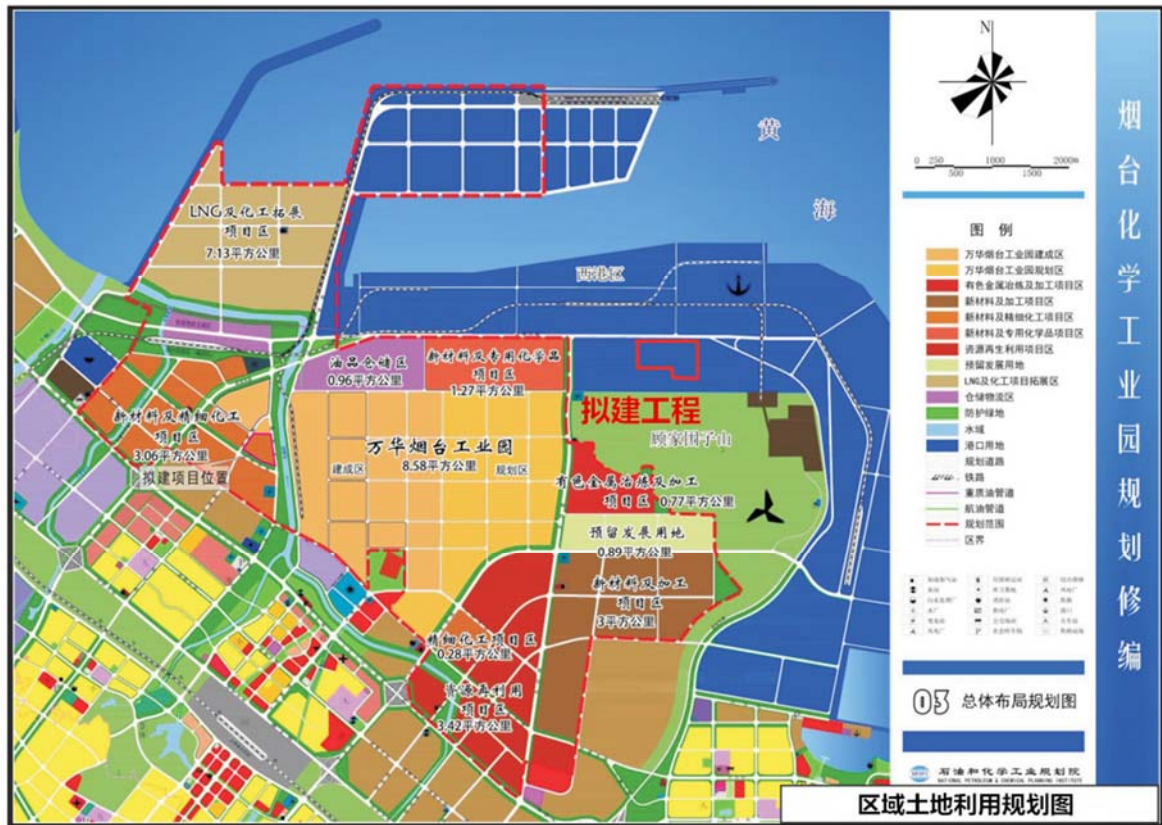 黄
海
LNG及化工拓展
项目区
7.13平方公里
西港区
油品仓储区
0.96平方公里
新材料及专用化学品
项目区
1.27平方公里
拟建工程
顾家围子山
新材料及精细化工
项目区
3.06平方公里
拟建项目位置
万华烟台工业园
建成区
8.58平方公里
规划区
有色金属冶炼及加工
项目区 0.77平方公里
预留发展用地
0.89平方公里
新材料及加工
项目区
3平方公里
精细化工项目区
0.28平方公里
资源再利用
项目区
3.42平方公里
N
0 250 1000 2000m
500 1500
图 例
万华烟台工业园建成区
万华烟台工业园规划区
有色金属冶炼及加工项目区
新材料及加工项目区
新材料及精细化工项目区
新材料及专用化学品项目区
资源再生利用项目区
预留发展用地
LNG及化工项目拓展区
仓储物流区
防护绿地
水域
港口用地
规划道路
铁路
重质油管道
航油管道
规划范围
区界
03 总体布局规划图
石油和化学工业规划院
NATIONAL PETROLEUM & CHEMICAL PLANNING INSTITUTE
区域土地利用规划图
烟台化学工业园规划修编